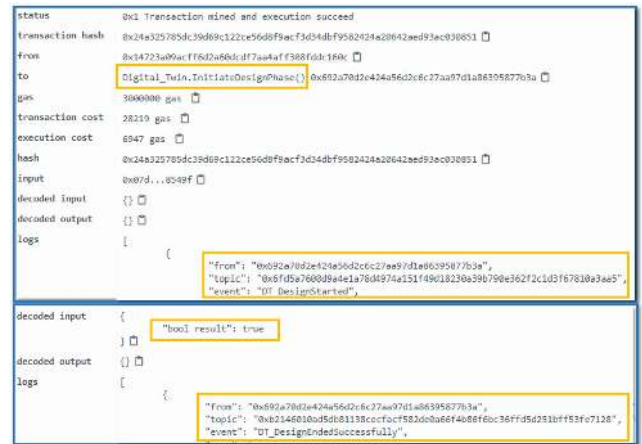 status 0x1 Transaction mined and execution succeed
transaction hash 0x24a325785dc39d69c122ce56d8f9acf3d34dbf9582424a20642aed93ac030851
from 0x14723a09acff6d2a60dcdf7aa4aff308fddc160c
to Digital_Twin.InitiateDesignPhase() 0x692a70d2e424a56d2c6c27aa97d1a86395877b3a
gas 3000000 gas
transaction cost 28219 gas
execution cost 6947 gas
hash 0x24a325785dc39d69c122ce56d8f9acf3d34dbf9582424a20642aed93ac030851
input 0x07d...8549f
decoded input {}
decoded output {}
logs [
{
"from": "0x692a70d2e424a56d2c6c27aa97d1a86395877b3a",
"topic":
"event": "DT_DesignStarted",
decoded input {
"bool result": true
}
decoded output {}
logs [
{
"from": "0x692a70d2e424a56d2c6c27aa97d1a86395877b3a",
"topic":
"event": "DT_DesignEndedSuccessfully",